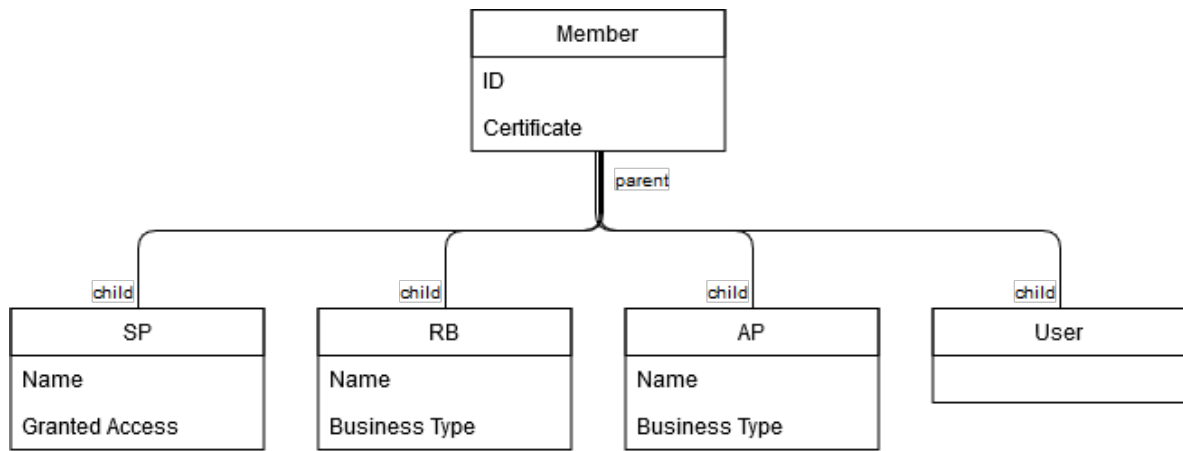 Member
ID
Certificate
parent
child
child
child
child
SP
RB
AP
User
Name
Name
Name
Granted Access
Business Type
Business Type